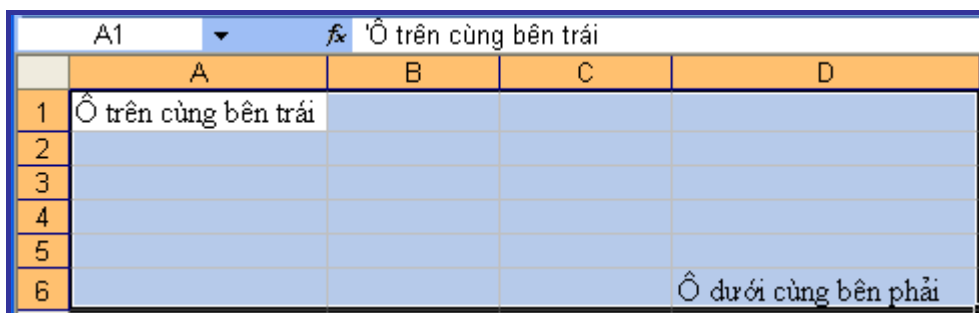 A1 fx 'Ô trên cùng bên trái
A B C D
1 Ô trên cùng bên trái
2
3
4
5
6 Ô dưới cùng bên phải